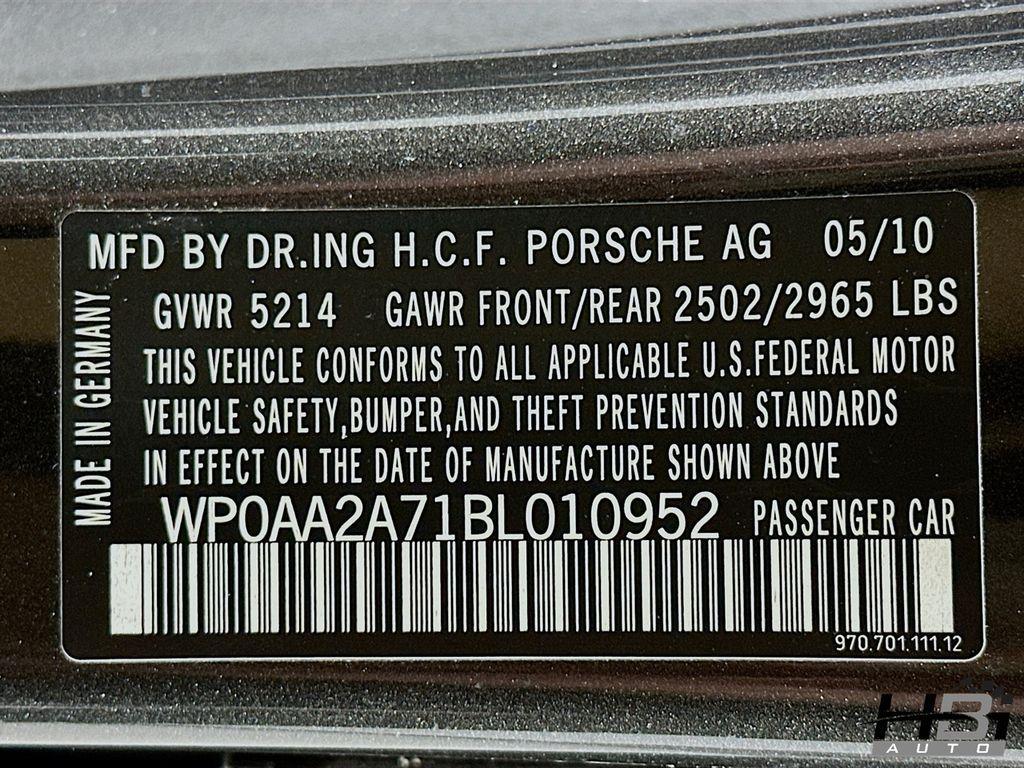 MFD BY DR.ING H.C.F. PORSCHE AG 05/10
GVWR 5214 GAWR FRONT/REAR 2502/2965 LBS
THIS VEHICLE CONFORMS TO ALL APPLICABLE U.S.FEDERAL MOTOR
VEHICLE SAFETY,BUMPER,AND THEFT PREVENTION STANDARDS
IN EFFECT ON THE DATE OF MANUFACTURE SHOWN ABOVE
WP0AA2A71BL010952 PASSENGER CAR
970.701.111.12
MADE IN GERMANY
HBI
AUTO